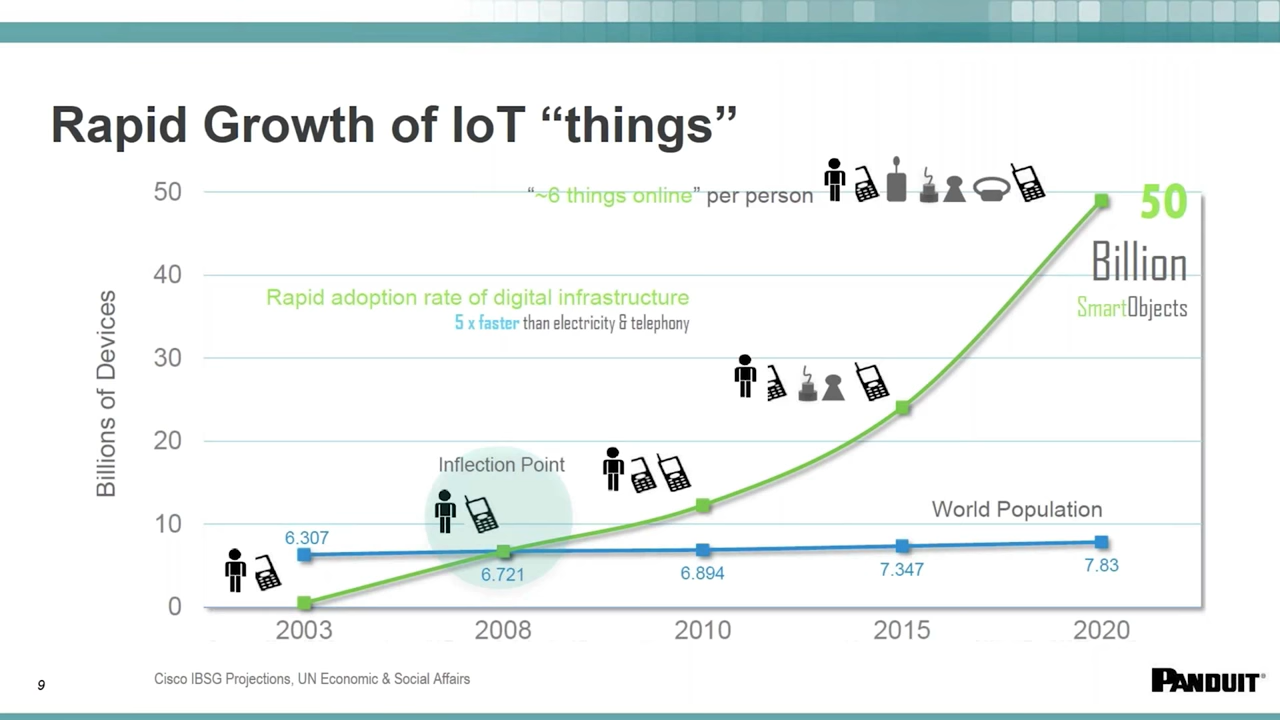 Rapid Growth of IoT “things”
50
“~6 things online” per person
50
Billion
SmartObjects
40
Rapid adoption rate of digital infrastructure
5 x faster than electricity & telephony
30
Billions of Devices
20
Inflection Point
World Population
10
6.307
6.721
6.894
7.347
7.83
0
2003 2008 2010 2015 2020
Cisco IBSG Projections, UN Economic & Social Affairs
9
PANDUIT®